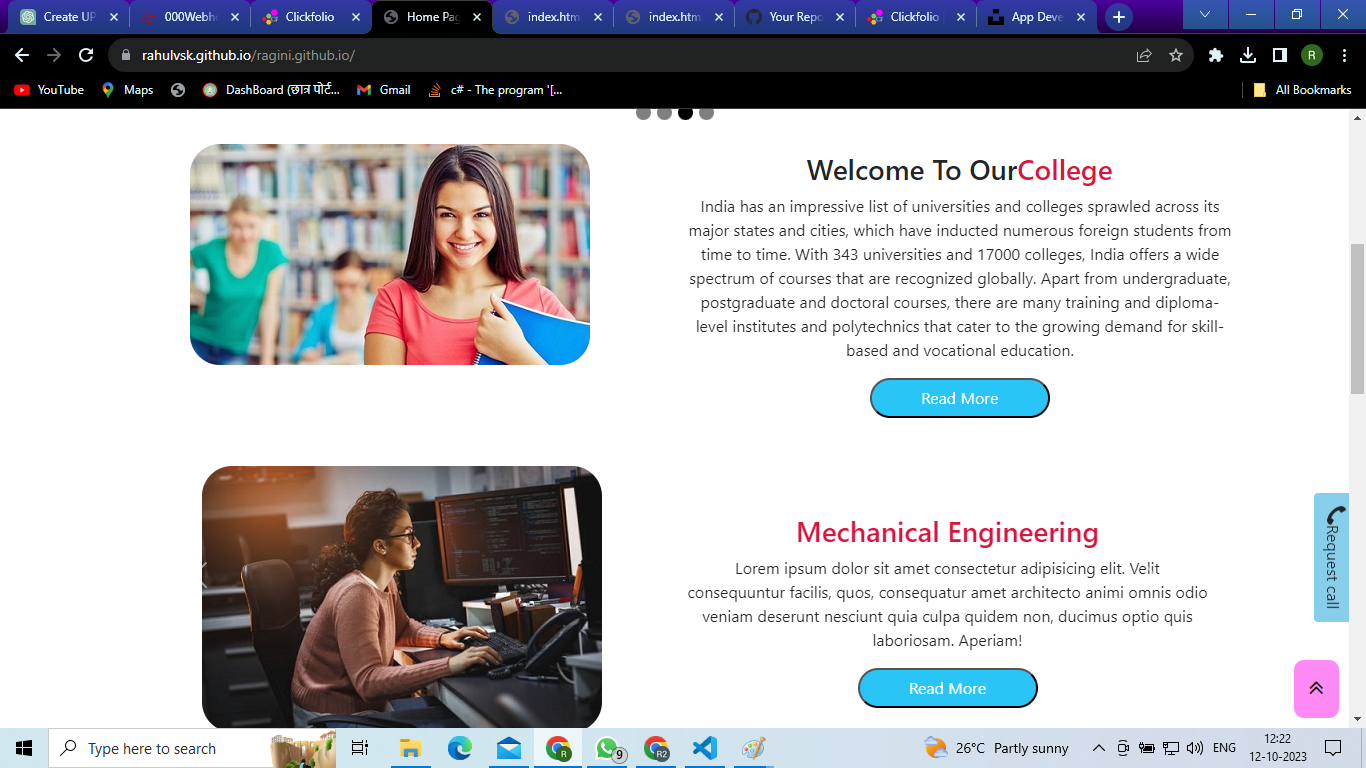 Create UP
000Webh
Clickfolio
Home Pag
index.htm
index.htm
Your Repo
Clickfolio
App Deve
rahulvsk.github.io/ragini.github.io/
R
YouTube
Maps
DashBoard (छात्र पोर्ट...
Gmail
c# - The program '[...
All Bookmarks
Welcome To OurCollege
India has an impressive list of universities and colleges sprawled across its
major states and cities, which have inducted numerous foreign students from
time to time. With 343 universities and 17000 colleges, India offers a wide
spectrum of courses that are recognized globally. Apart from undergraduate,
postgraduate and doctoral courses, there are many training and diploma-
level institutes and polytechnics that cater to the growing demand for skill-
based and vocational education.
Read More
Mechanical Engineering
Lorem ipsum dolor sit amet consectetur adipisicing elit. Velit
consequuntur facilis, quos, consequatur amet architecto animi omnis odio
veniam deserunt nesciunt quia culpa quidem non, ducimus optio quis
laboriosam. Aperiam!
Read More
Request call
Type here to search
R
9
R2
26°C Partly sunny
ENG
12:22
12-10-2023